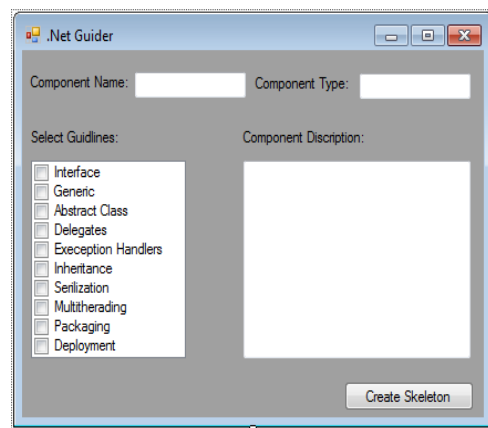 .Net Guider
Component Name:
Component Type:
Select Guidlines:
Component Discription:
Interface
Generic
Abstract Class
Delegates
Exeception Handlers
Inheritance
Serilization
Multitherading
Packaging
Deployment
Create Skeleton